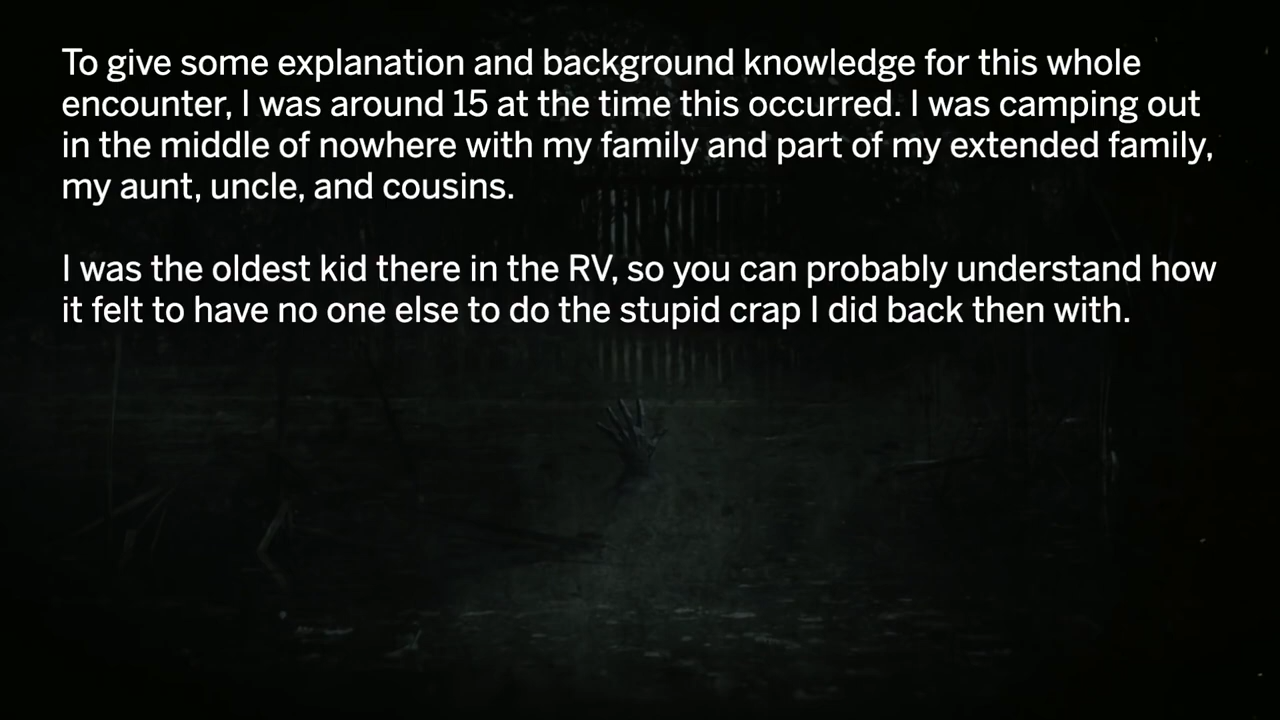 To give some explanation and background knowledge for this whole
encounter, I was around 15 at the time this occurred. I was camping out
in the middle of nowhere with my family and part of my extended family,
my aunt, uncle, and cousins.
I was the oldest kid there in the RV, so you can probably understand how
it felt to have no one else to do the stupid crap I did back then with.